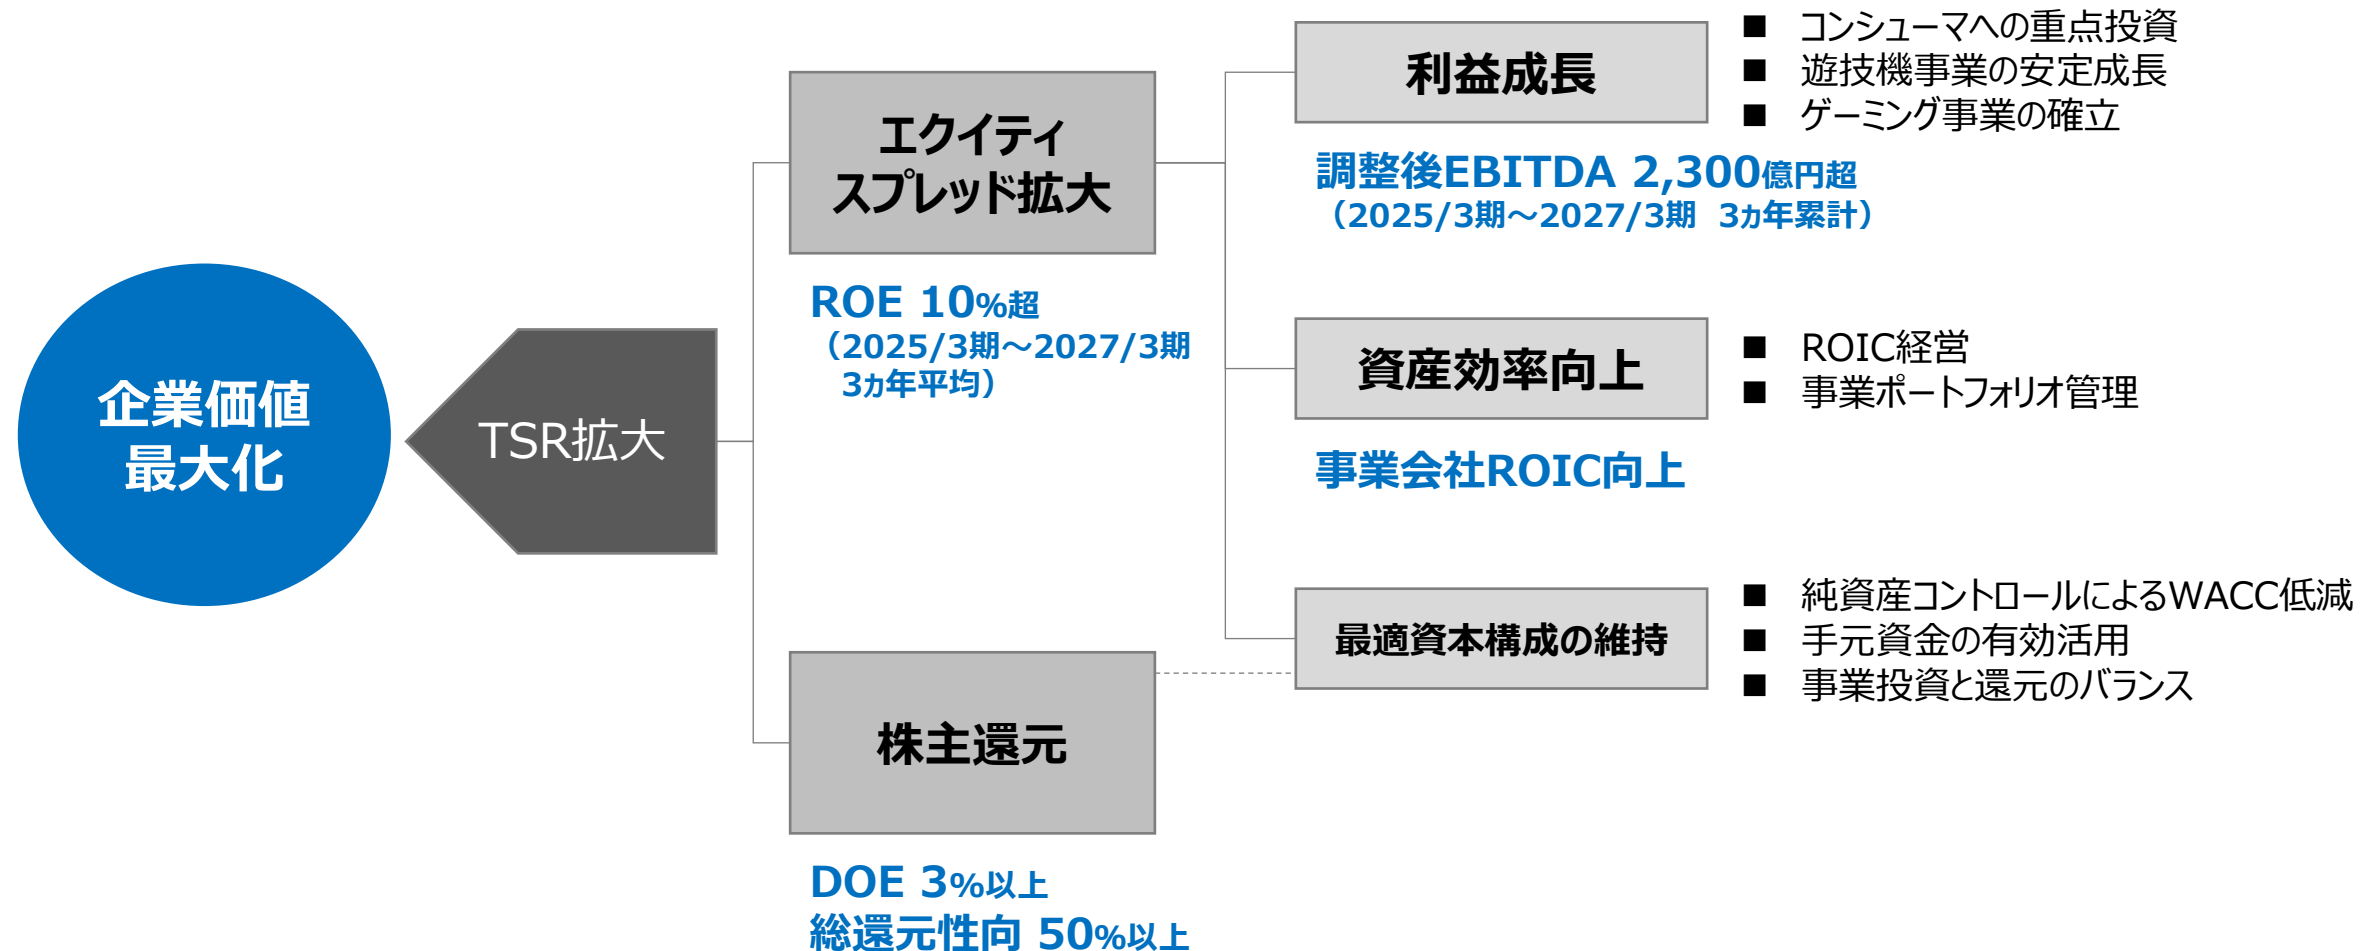 企業価値
最大化
TSR拡大
エクイティ
スプレッド拡大
ROE 10%超
（2025/3期～2027/3期
3ヵ年平均）
株主還元
DOE 3%以上
総還元性向 50%以上
利益成長
■ コンシューマへの重点投資
■ 遊技機事業の安定成長
■ ゲーミング事業の確立
調整後EBITDA 2,300億円超
（2025/3期～2027/3期 3ヵ年累計）
資産効率向上
■ ROIC経営
■ 事業ポートフォリオ管理
事業会社ROIC向上
最適資本構成の維持
■ 純資産コントロールによるWACC低減
■ 手元資金の有効活用
■ 事業投資と還元のバランス